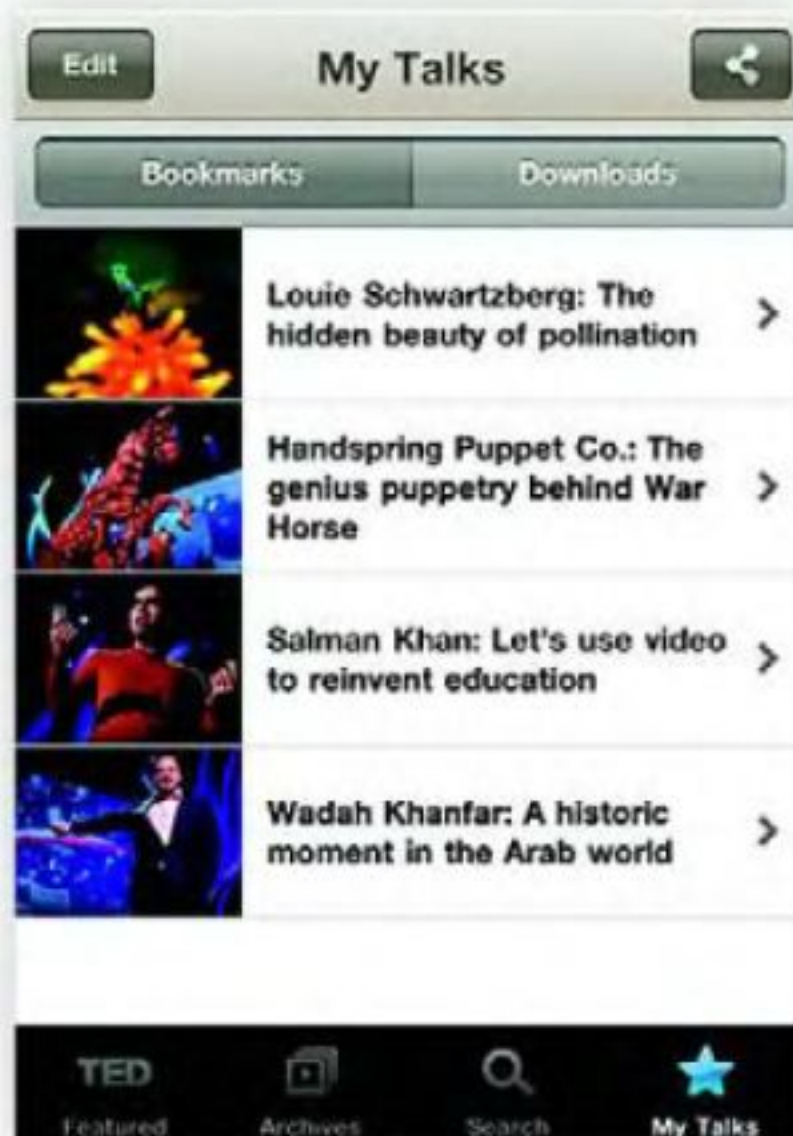 Edit
My Talks
Bookmarks
Downloads
Louie Schwartzberg: The
hidden beauty of pollination
Handspring Puppet Co.: The
genius puppetry behind War
Horse
Salman Khan: Let's use video
to reinvent education
Wadah Khanfar: A historic
moment in the Arab world
TED
Featured
Archives
Search
My Talks